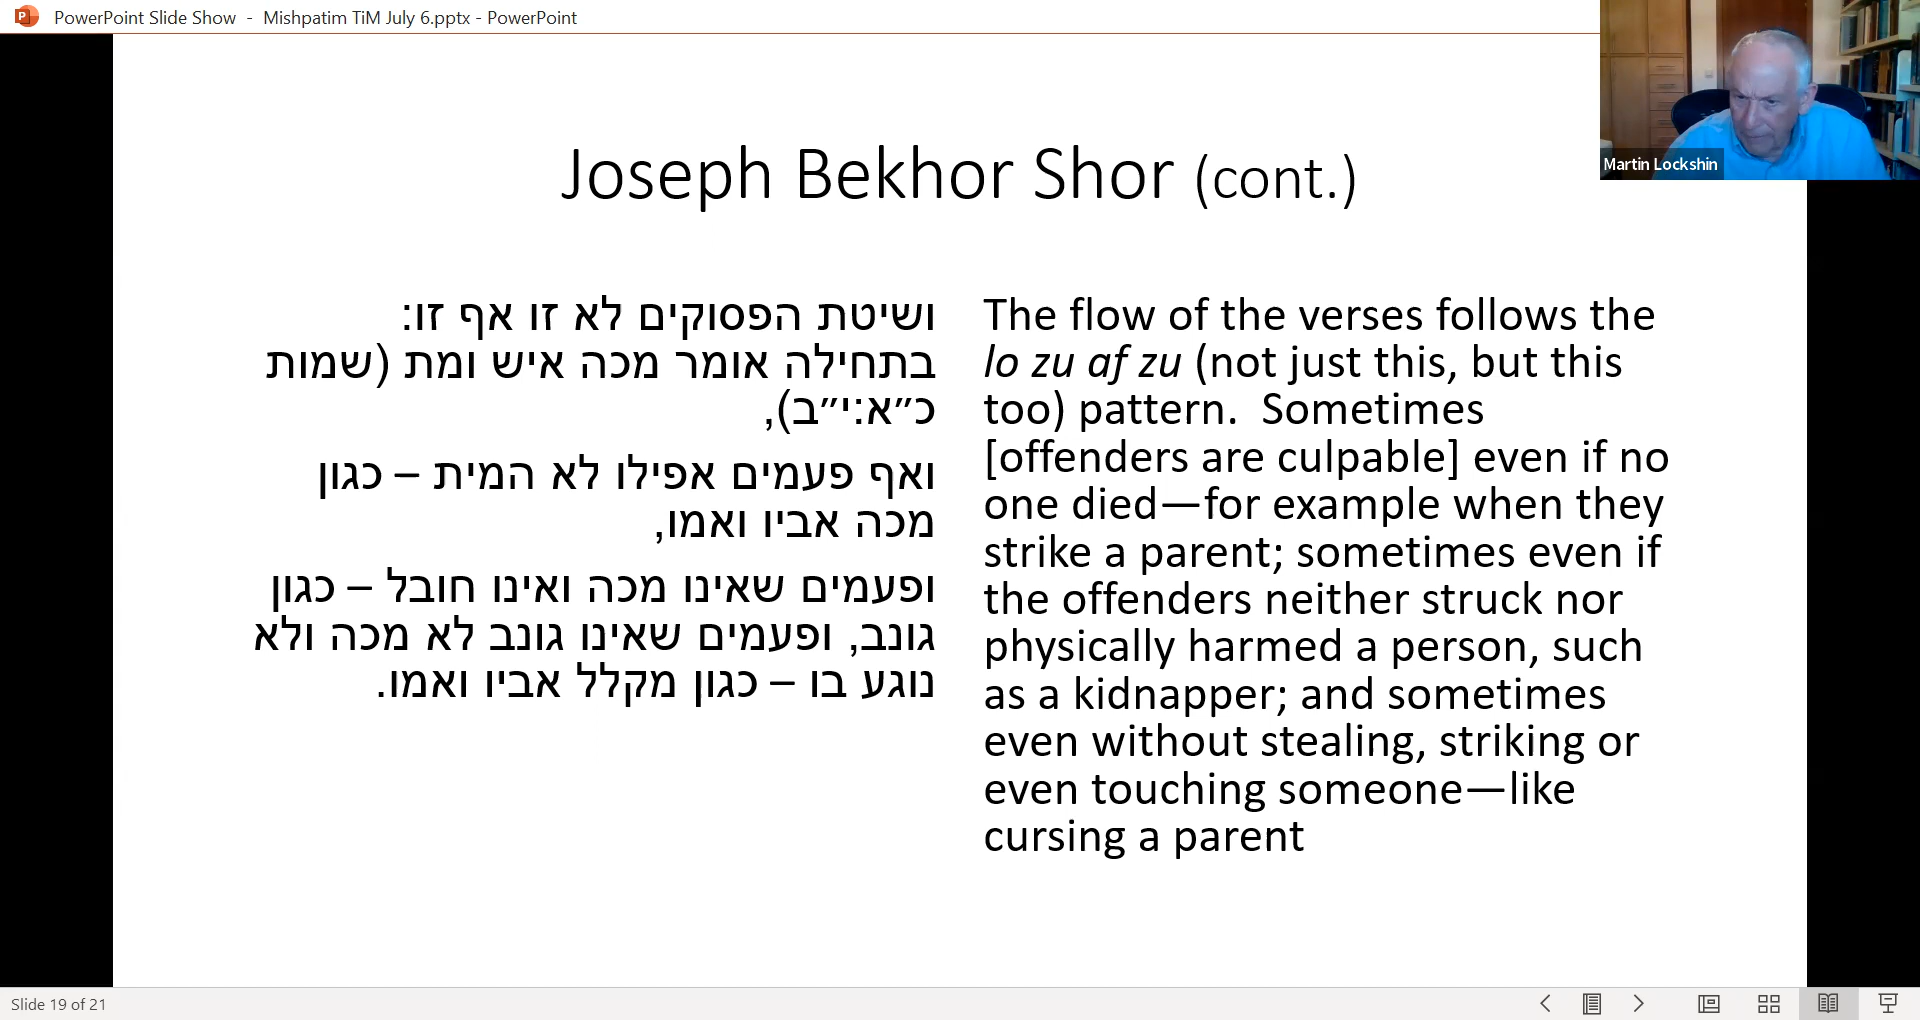 PowerPoint Slide Show - Mishpatim TiM July 6.pptx - PowerPoint
Martin Lockshin
Joseph Bekhor Shor (cont.)
ושיטת הפסוקים לא זו אף זו:
בתחילה אומר מכה איש ומת (שמות
כ״א:י״ב),
ואף פעמים אפילו לא המית – כגון
מכה אביו ואמו,
ופעמים שאינו מכה ואינו חובל – כגון
גונב, ופעמים שאינו גונב לא מכה ולא
נוגע בו – כגון מקלל אביו ואמו.
The flow of the verses follows the
lo zu af zu (not just this, but this
too) pattern. Sometimes
[offenders are culpable] even if no
one died—for example when they
strike a parent; sometimes even if
the offenders neither struck nor
physically harmed a person, such
as a kidnapper; and sometimes
even without stealing, striking or
even touching someone—like
cursing a parent
Slide 19 of 21